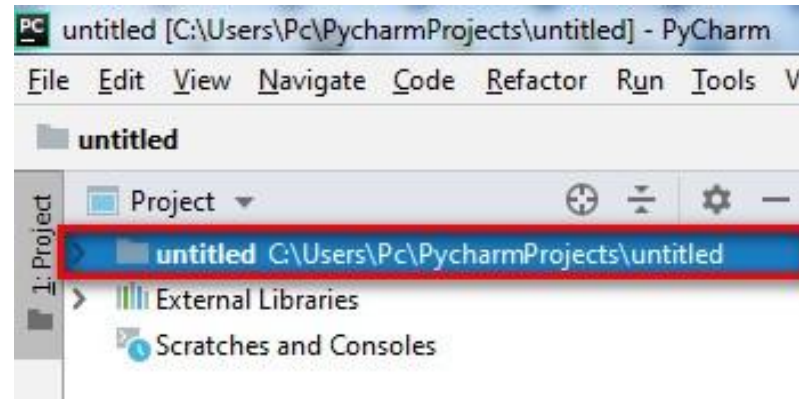 PC untitled [C:\Users\Pc\PycharmProjects\untitled] - PyCharm
File Edit View Navigate Code Refactor Run Tools V
untitled
1: Project
Project
untitled C:\Users\Pc\PycharmProjects\untitled
External Libraries
Scratches and Consoles